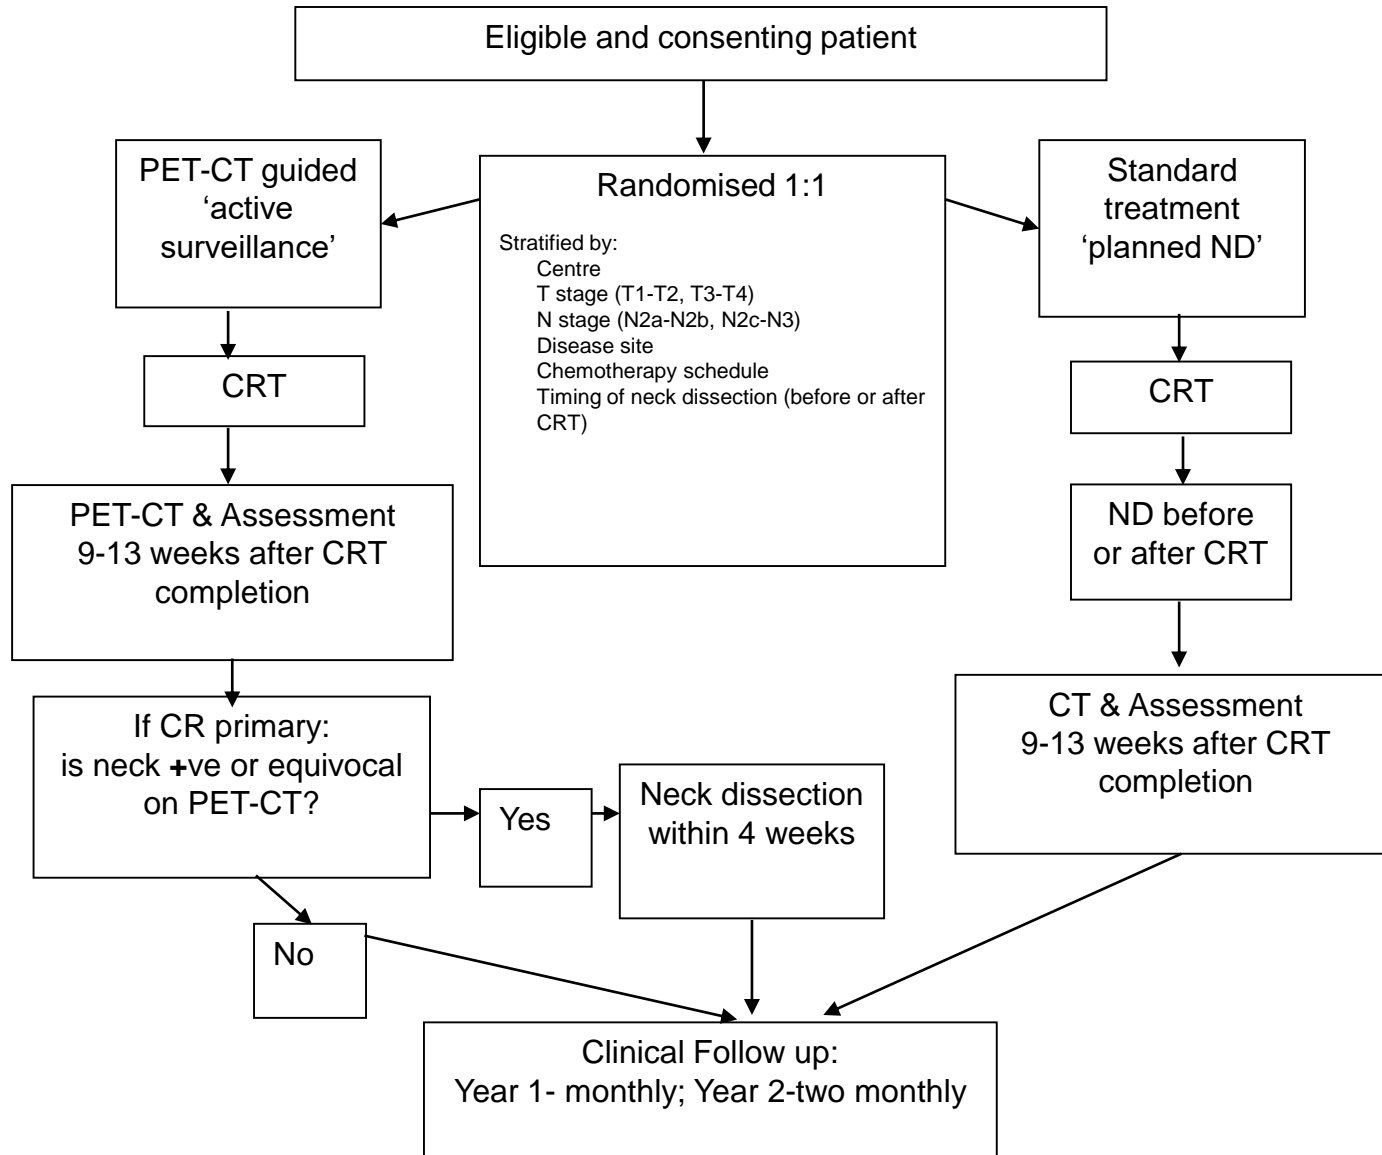 Eligible and consenting patient
PET-CT guided
‘active
surveillance’
Randomised 1:1
Stratified by:
Centre
T stage (T1-T2, T3-T4)
N stage (N2a-N2b, N2c-N3)
Disease site
Chemotherapy schedule
Timing of neck dissection (before or after
CRT)
Standard
treatment
‘planned ND’
CRT
CRT
PET-CT & Assessment
9-13 weeks after CRT
completion
ND before
or after CRT
If CR primary:
is neck +ve or equivocal
on PET-CT?
Yes
Neck dissection
within 4 weeks
CT & Assessment
9-13 weeks after CRT
completion
No
Clinical Follow up:
Year 1- monthly; Year 2-two monthly